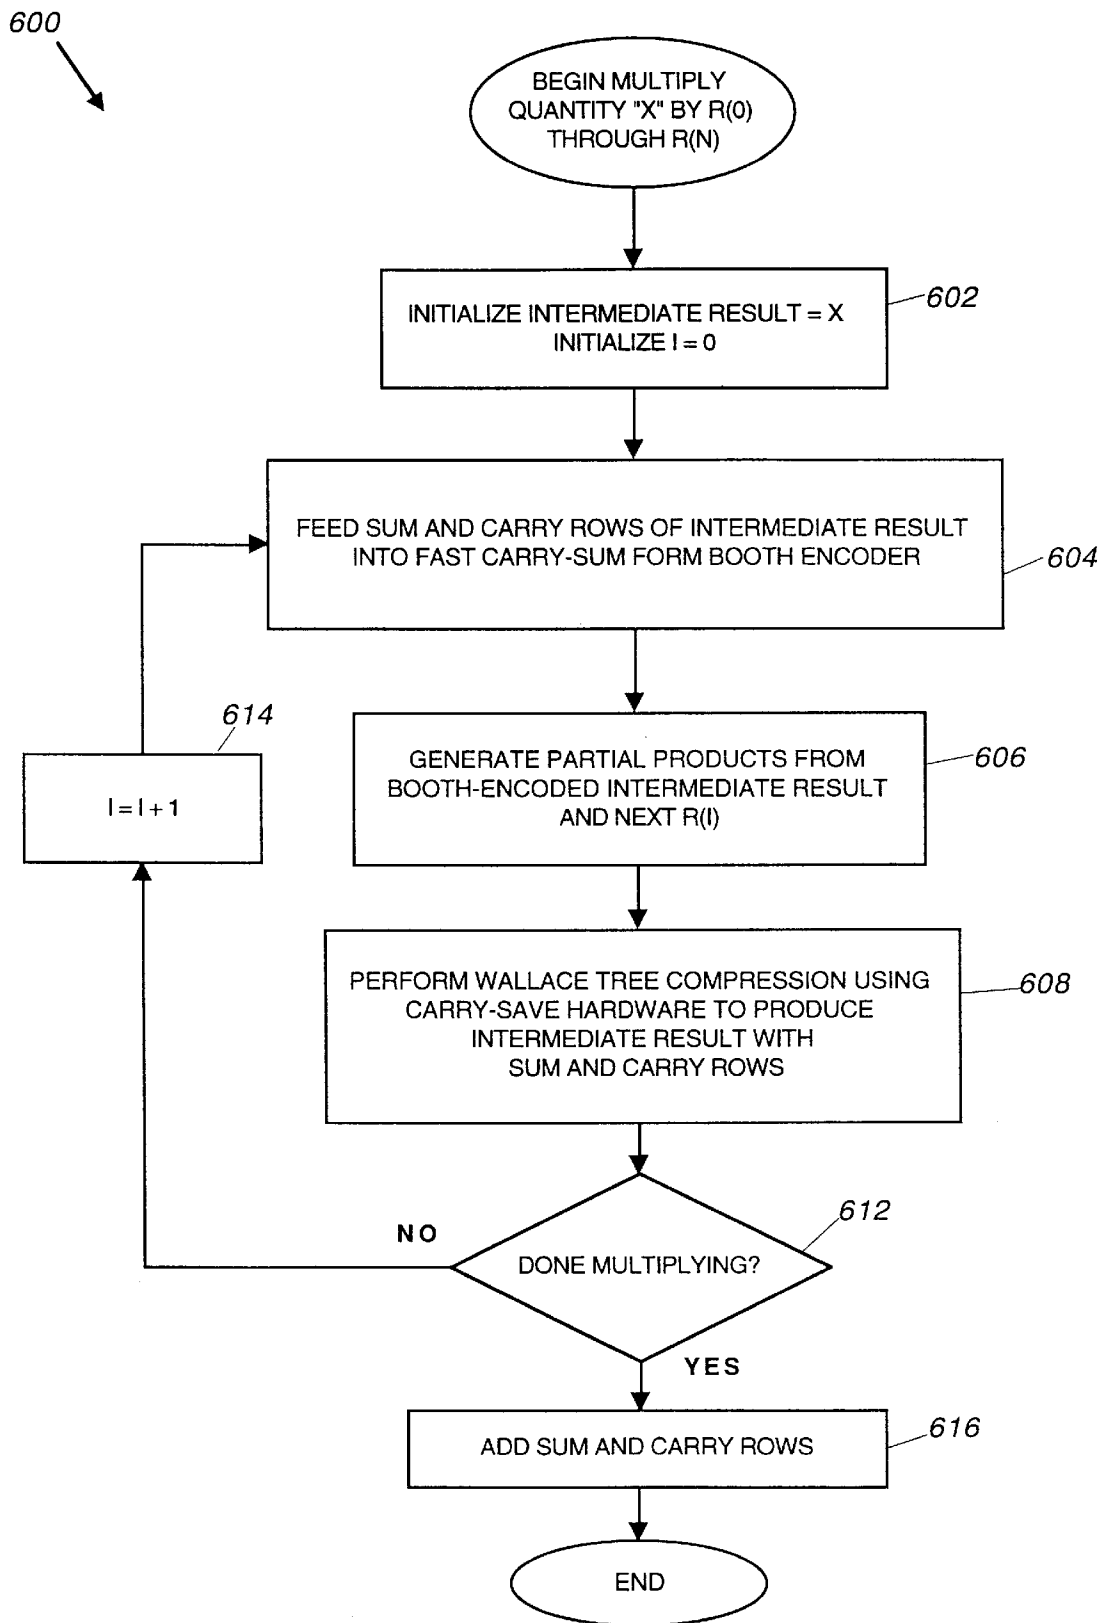 600
BEGIN MULTIPLY
QUANTITY "X" BY R(0)
THROUGH R(N)
INITIALIZE INTERMEDIATE RESULT = X
INITIALIZE I = 0
602
FEED SUM AND CARRY ROWS OF INTERMEDIATE RESULT
INTO FAST CARRY-SUM FORM BOOTH ENCODER
604
614
I = I + 1
GENERATE PARTIAL PRODUCTS FROM
BOOTH-ENCODED INTERMEDIATE RESULT
AND NEXT R(I)
606
PERFORM WALLACE TREE COMPRESSION USING
CARRY-SAVE HARDWARE TO PRODUCE
INTERMEDIATE RESULT WITH
SUM AND CARRY ROWS
608
NO
DONE MULTIPLYING?
612
YES
ADD SUM AND CARRY ROWS
616
END